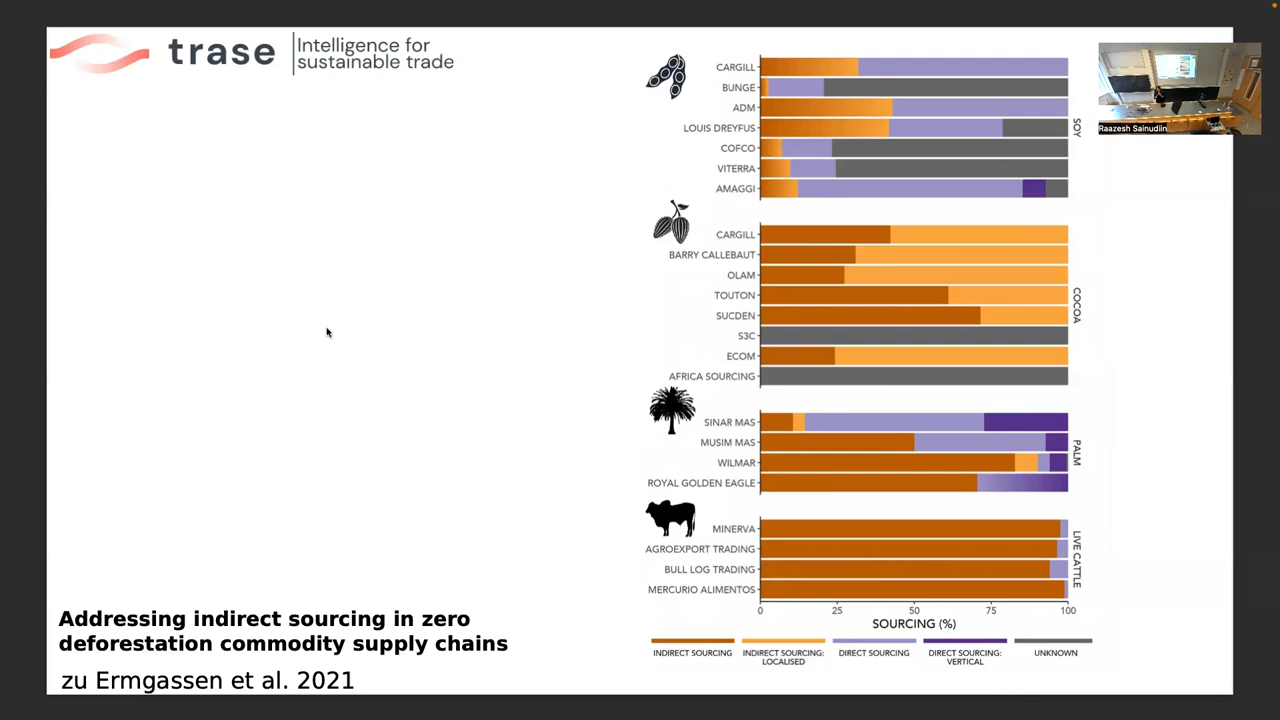 trase
Intelligence for
sustainable trade
CARGILL
BUNGE
ADM
LOUIS DREYFUS
COFCO
VITERRA
AMAGGI
SOY
CARGILL
BARRY CALLEBAUT
OLAM
TOUTON
SUCDEN
S3C
ECOM
AFRICA SOURCING
COCOA
SINAR MAS
MUSIM MAS
WILMAR
ROYAL GOLDEN EAGLE
PALM
MINERVA
AGROEXPORT TRADING
BULL LOG TRADING
MERCURIO ALIMENTOS
LIVE CATTLE
0 25 50 75 100
SOURCING (%)
INDIRECT SOURCING
INDIRECT SOURCING:
LOCALISED
DIRECT SOURCING
DIRECT SOURCING:
VERTICAL
UNKNOWN
Addressing indirect sourcing in zero
deforestation commodity supply chains
zu Ermgassen et al. 2021
Raazesh Sainudiin